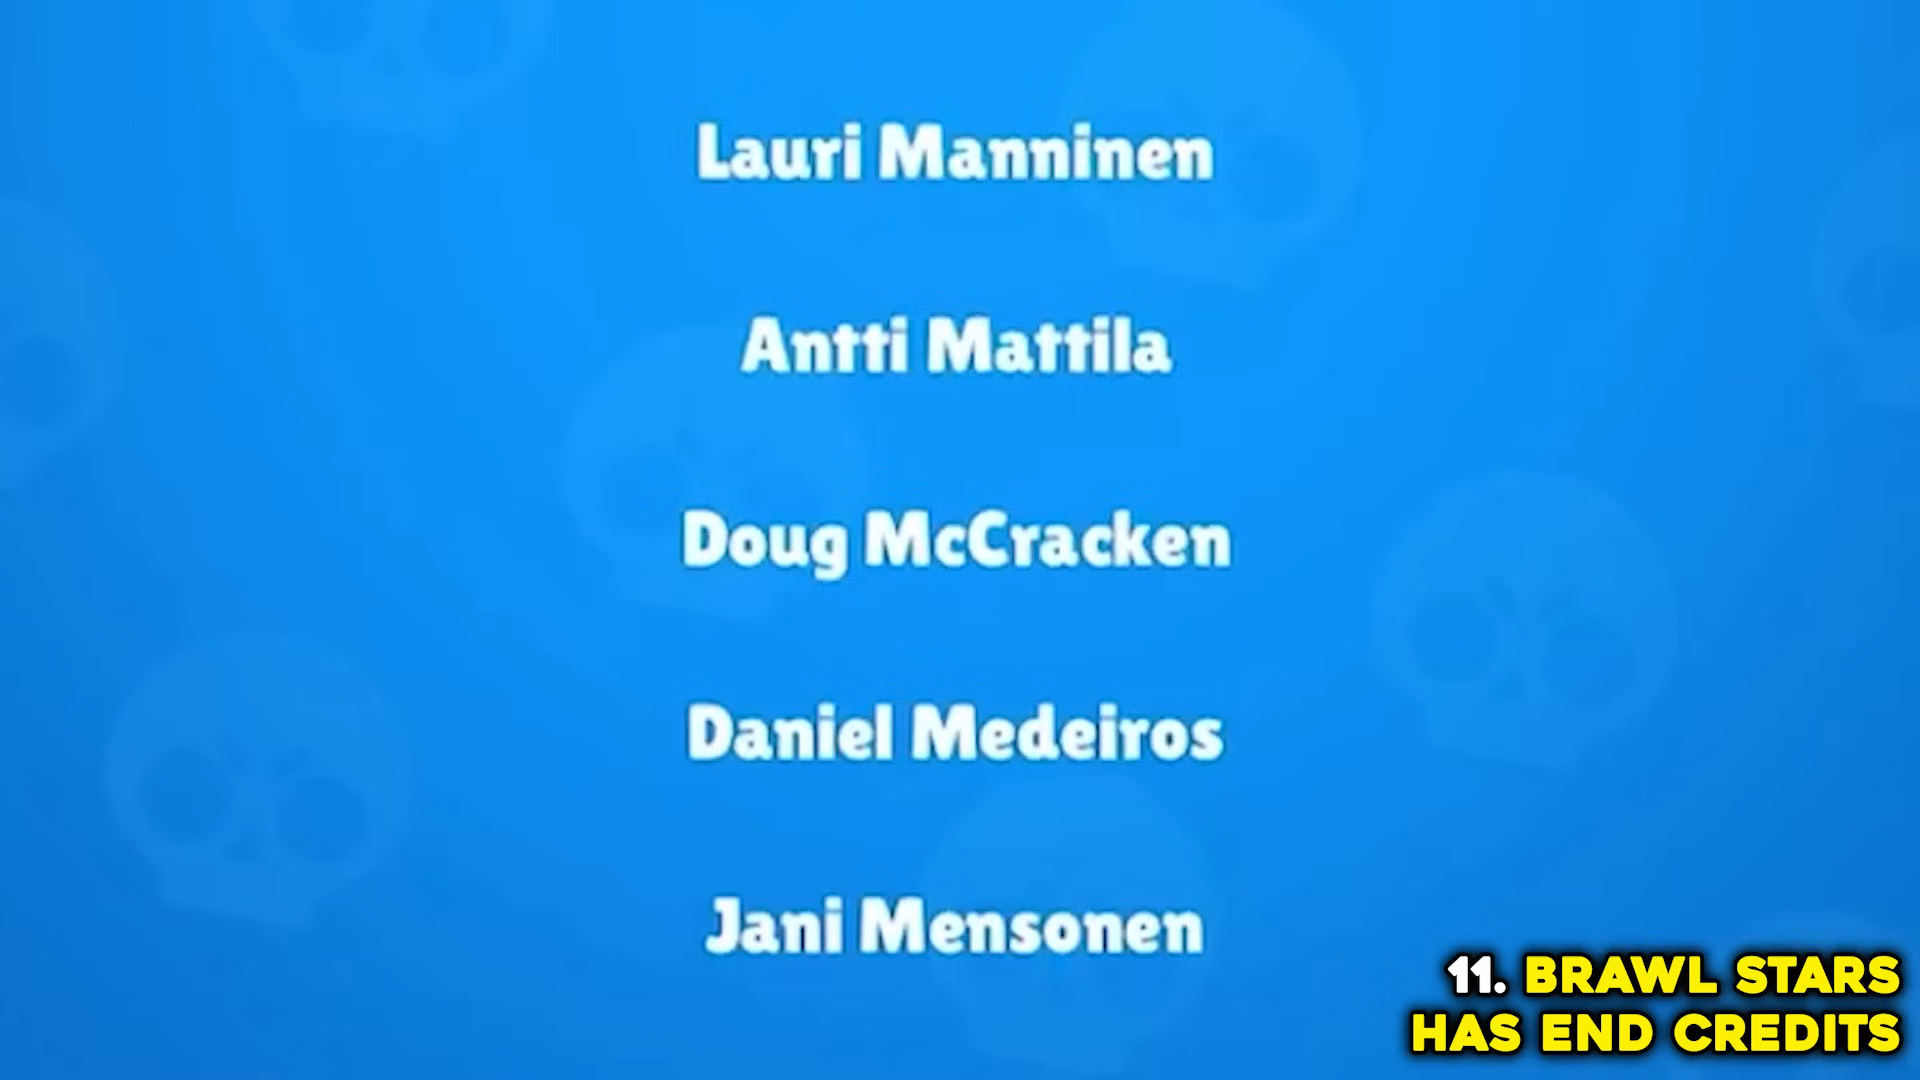 Lauri Manninen
Antti Mattila
Doug McCracken
Daniel Medeiros
Jani Mensonen
11. BRAWL STARS
HAS END CREDITS